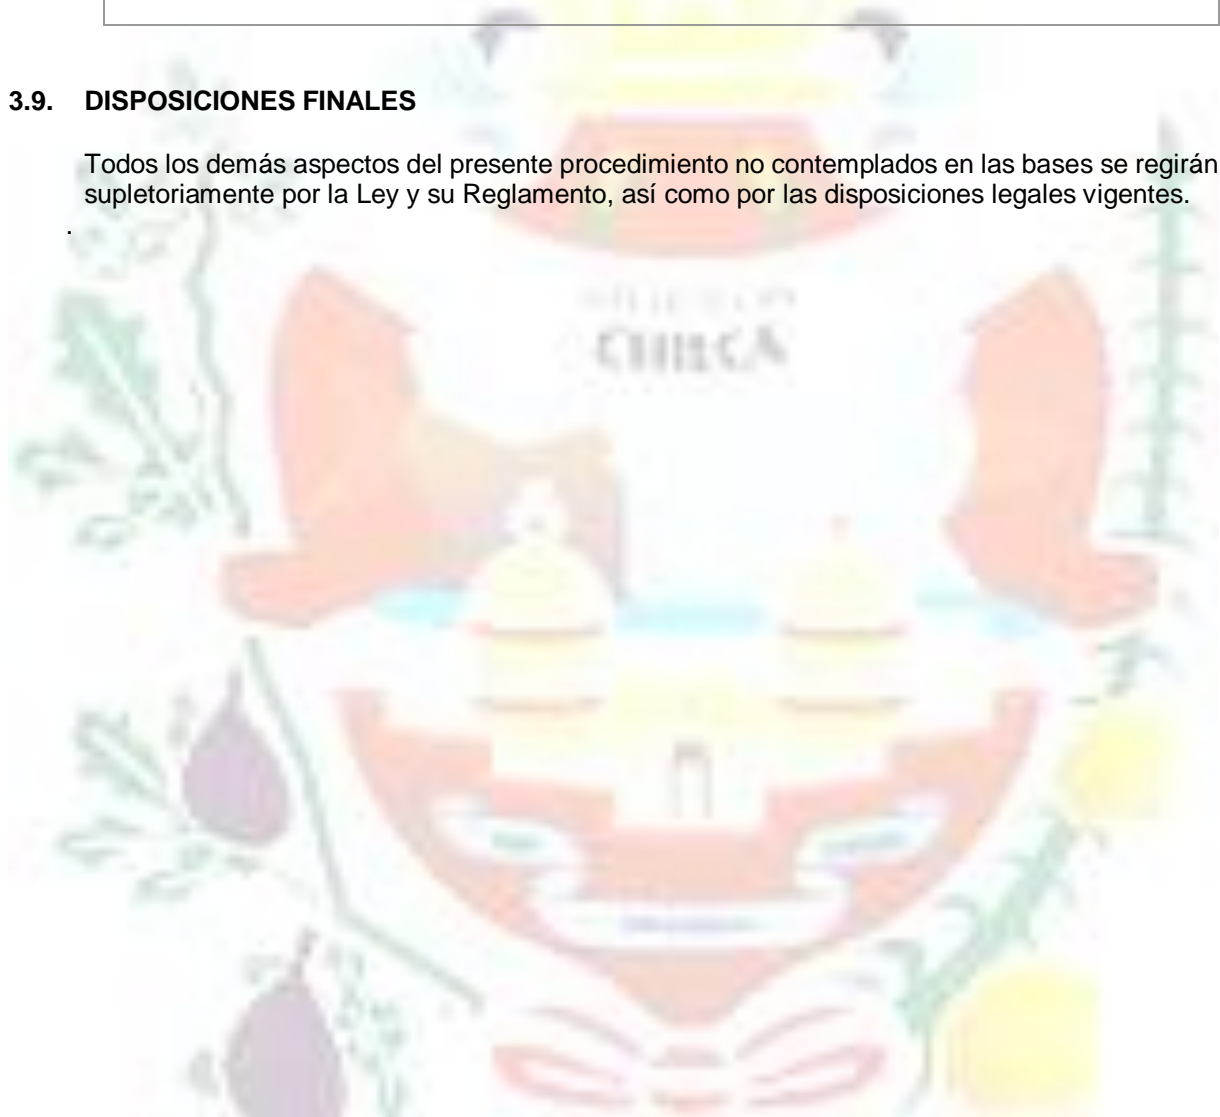 3.9. DISPOSICIONES FINALES
Todos los demás aspectos del presente procedimiento no contemplados en las bases se regirán
supletoriamente por la Ley y su Reglamento, así como por las disposiciones legales vigentes.
.
CHILCA